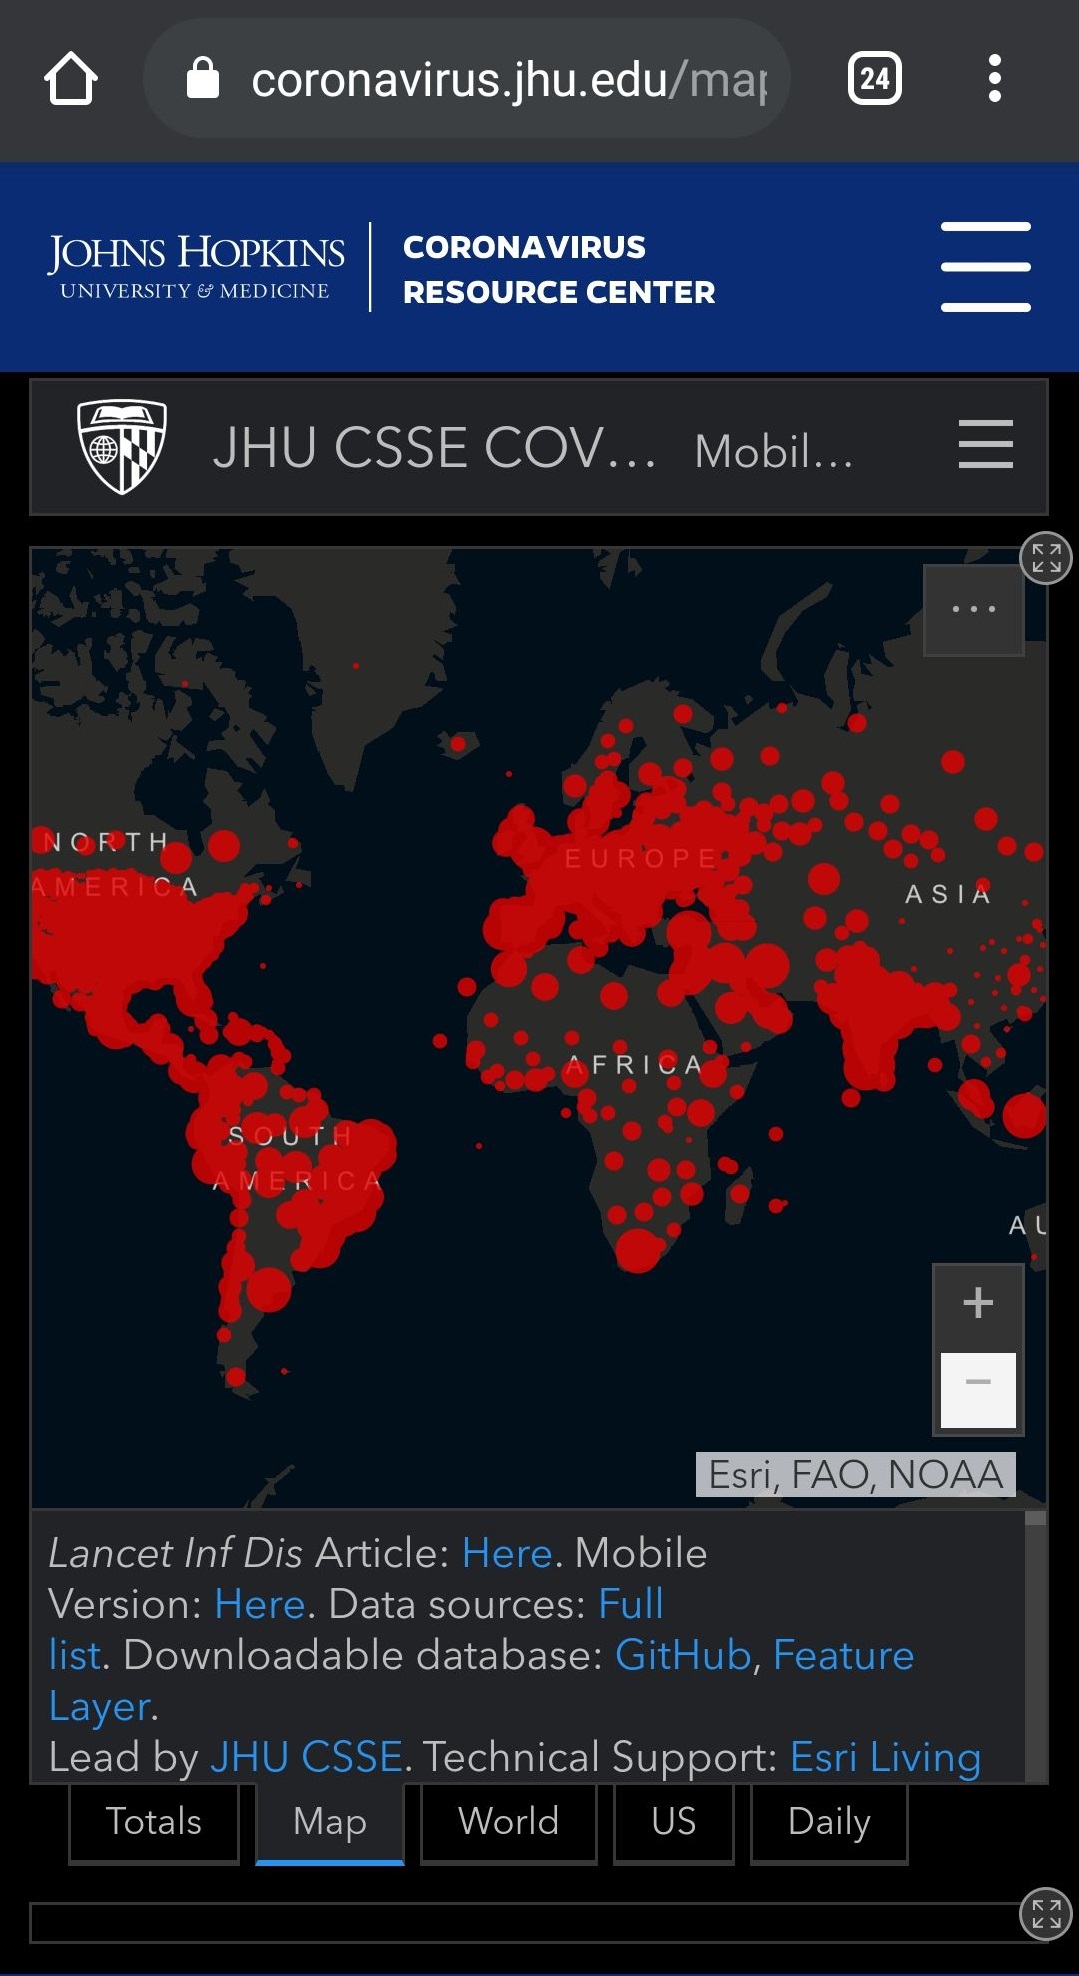 coronavirus.jhu.edu/map
24
JOHNS HOPKINS
UNIVERSITY & MEDICINE
CORONAVIRUS
RESOURCE CENTER
JHU CSSE COV... Mobil...
...
NORTH
AMERICA
EUROPE
ASIA
AFRICA
SOUTH
AMERICA
AU
+
−
Esri, FAO, NOAA
Lancet Inf Dis Article: Here. Mobile
Version: Here. Data sources: Full
list. Downloadable database: GitHub, Feature
Layer.
Lead by JHU CSSE. Technical Support: Esri Living
Totals Map World US Daily